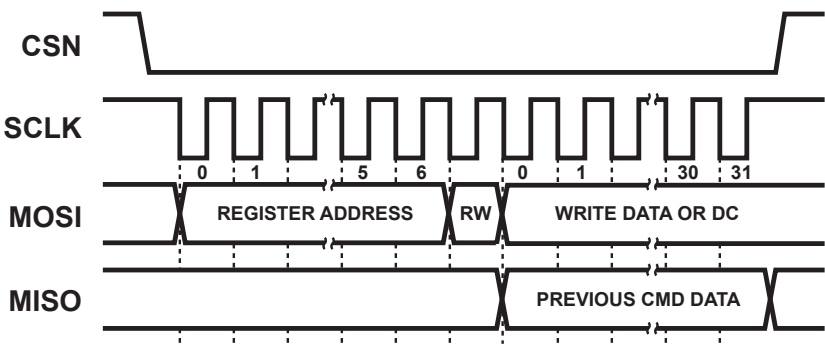 CSN
SCLK
0 1 5 6 0 1 30 31
MOSI REGISTER ADDRESS RW WRITE DATA OR DC
MISO PREVIOUS CMD DATA